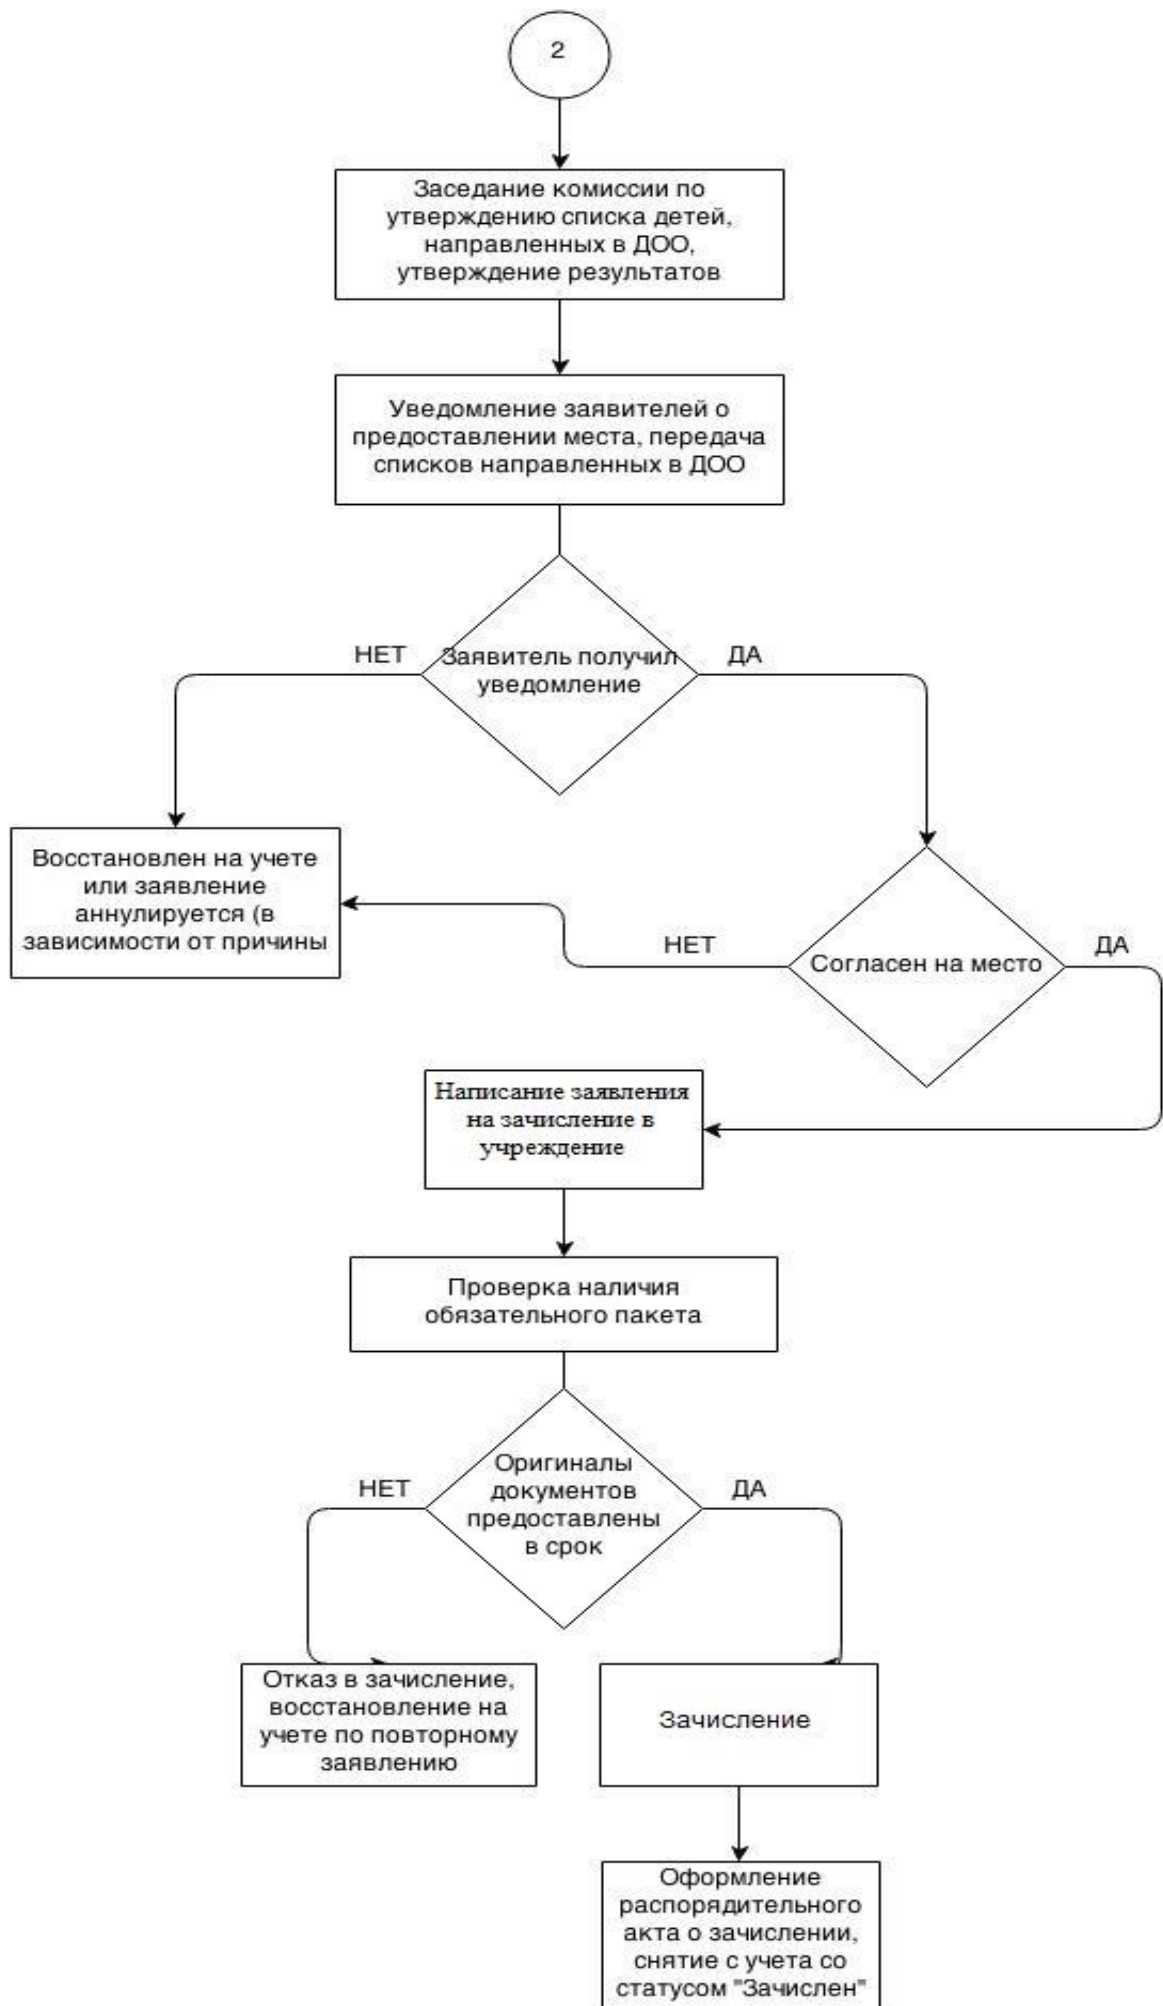 2
Заседание комиссии по
утверждению списка детей,
направленных в ДОО,
утверждение результатов
Уведомление заявителей о
предоставлении места, передача
списков направленных в ДОО
НЕТ
Заявитель получил
уведомление
ДА
Восстановлен на учете
или заявление
аннулируется (в
зависимости от причины
НЕТ
Согласен на место
ДА
Написание заявления
на зачисление в
учреждение
Проверка наличия
обязательного пакета
НЕТ
Оригиналы
документов
предоставлены
в срок
ДА
Отказ в зачисление,
восстановление на
учете по повторному
заявлению
Зачисление
Оформление
распорядительного
акта о зачислении,
снятие с учета со
статусом "Зачислен"